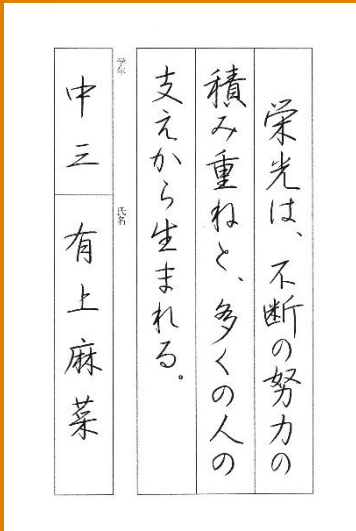 栄光は、不断の努力の
積み重ねと、多くの人の
支えから生まれる。
学年
中三
氏名
有上麻菜